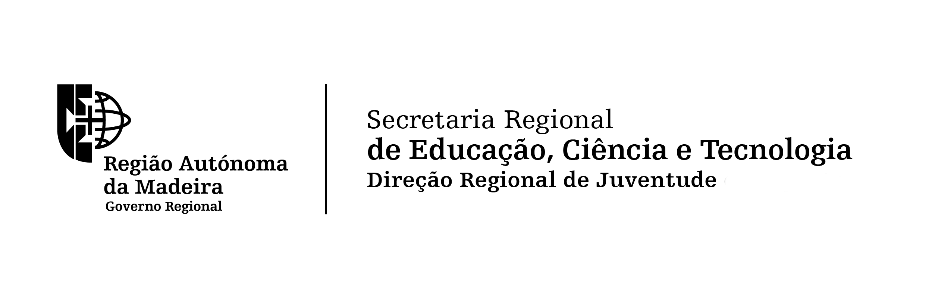 Região Autónoma
da Madeira
Governo Regional
Secretaria Regional
de Educação, Ciência e Tecnologia
Direção Regional de Juventude